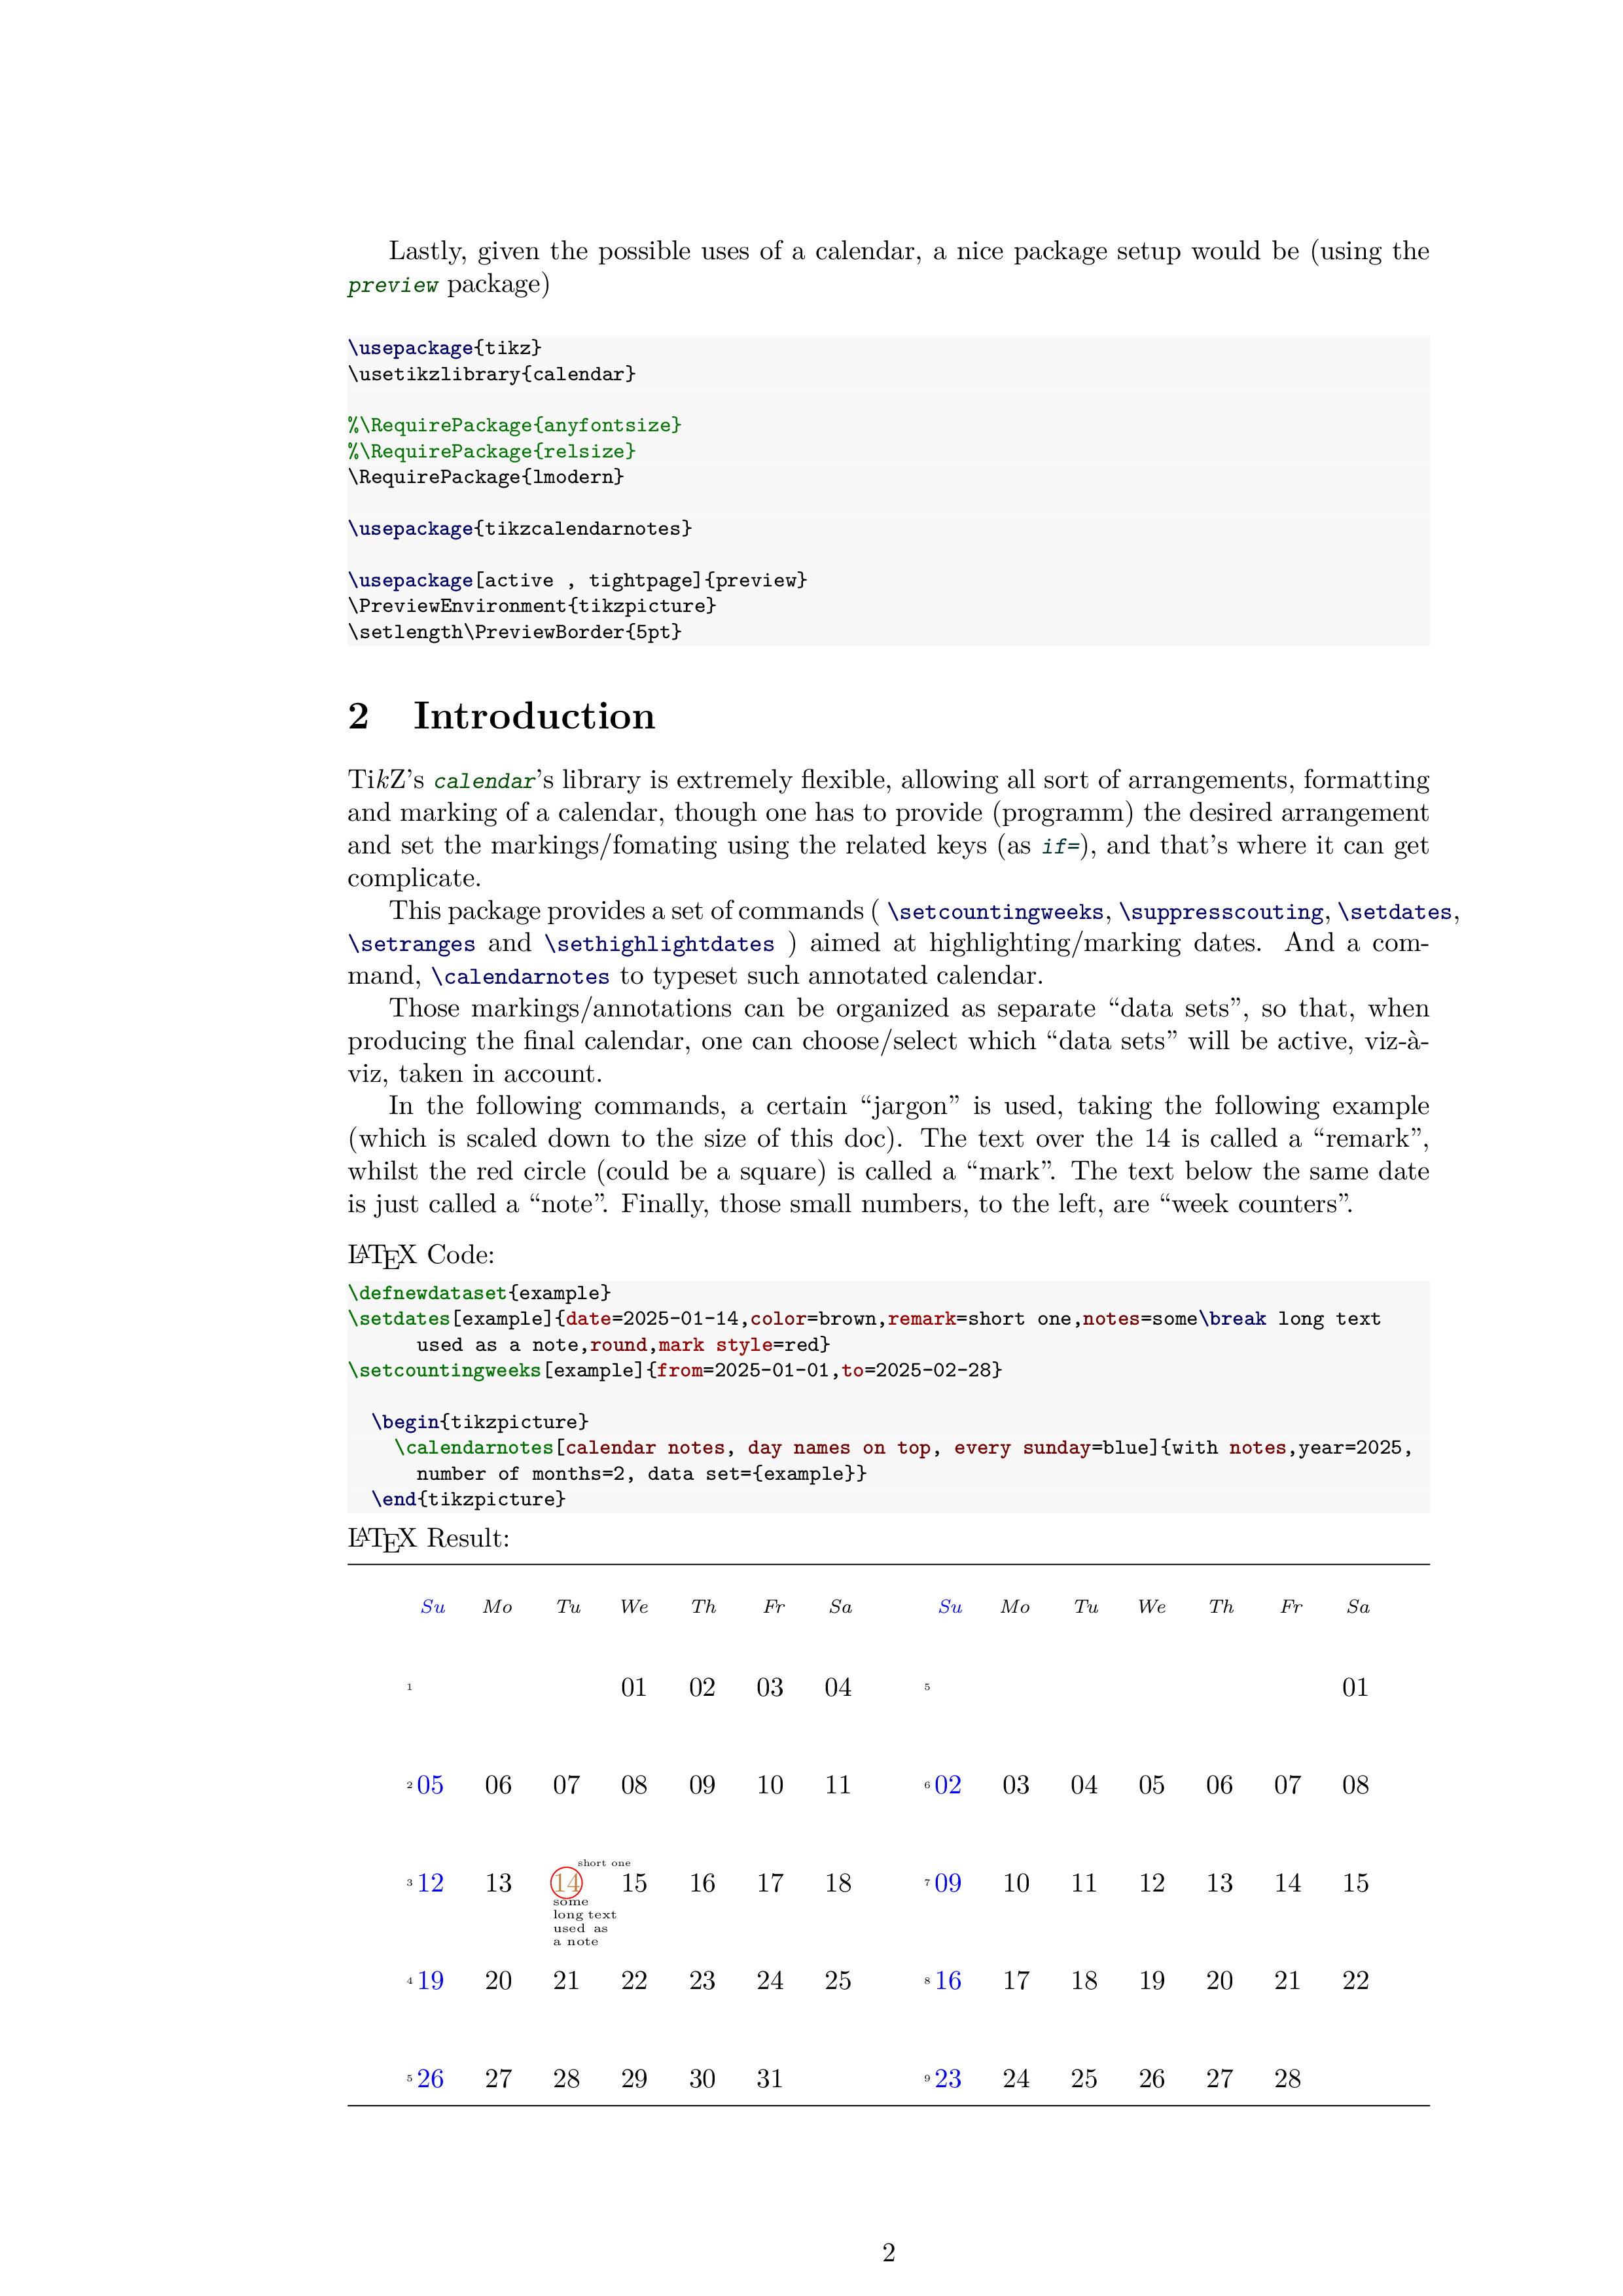 Lastly, given the possible uses of a calendar, a nice package setup would be (using the
preview package)
\usepackage{tikz}
\usetikzlibrary{calendar}
%\RequirePackage{anyfontsize}
%\RequirePackage{relsize}
\RequirePackage{lmodern}
\usepackage{tikzcalendarnotes}
\usepackage[active , tightpage]{preview}
\PreviewEnvironment{tikzpicture}
\setlength\PreviewBorder{5pt}
2 Introduction
TikZ's calendar's library is extremely flexible, allowing all sort of arrangements, formatting
and marking of a calendar, though one has to provide (programm) the desired arrangement
and set the markings/fomating using the related keys (as if=), and that's where it can get
complicate.
This package provides a set of commands ( \setcountingweeks, \suppresscouting, \setdates,
\setranges and \sethighlightdates ) aimed at highlighting/marking dates. And a com-
mand, \calendarnotes to typeset such annotated calendar.
Those markings/annotations can be organized as separate “data sets”, so that, when
producing the final calendar, one can choose/select which “data sets” will be active, viz-à-
viz, taken in account.
In the following commands, a certain “jargon” is used, taking the following example
(which is scaled down to the size of this doc). The text over the 14 is called a “remark”,
whilst the red circle (could be a square) is called a “mark”. The text below the same date
is just called a “note”. Finally, those small numbers, to the left, are “week counters”.
LATEX Code:
\defnewdataset{example}
\setdates[example]{date=2025-01-14,color=brown,remark=short one,notes=some\break long text
used as a note,round,mark style=red}
\setcountingweeks[example]{from=2025-01-01,to=2025-02-28}
\begin{tikzpicture}
\calendarnotes[calendar notes, day names on top, every sunday=blue]{with notes,year=2025,
number of months=2, data set={example}}
\end{tikzpicture}
LATEX Result:
Su Mo Tu We Th Fr Sa Su Mo Tu We Th Fr Sa
1 01 02 03 04 5 01
2 05 06 07 08 09 10 11 6 02 03 04 05 06 07 08
short one
3 12 13 14 15 16 17 18 7 09 10 11 12 13 14 15
some
long text
used as
a note
4 19 20 21 22 23 24 25 8 16 17 18 19 20 21 22
5 26 27 28 29 30 31 9 23 24 25 26 27 28
2